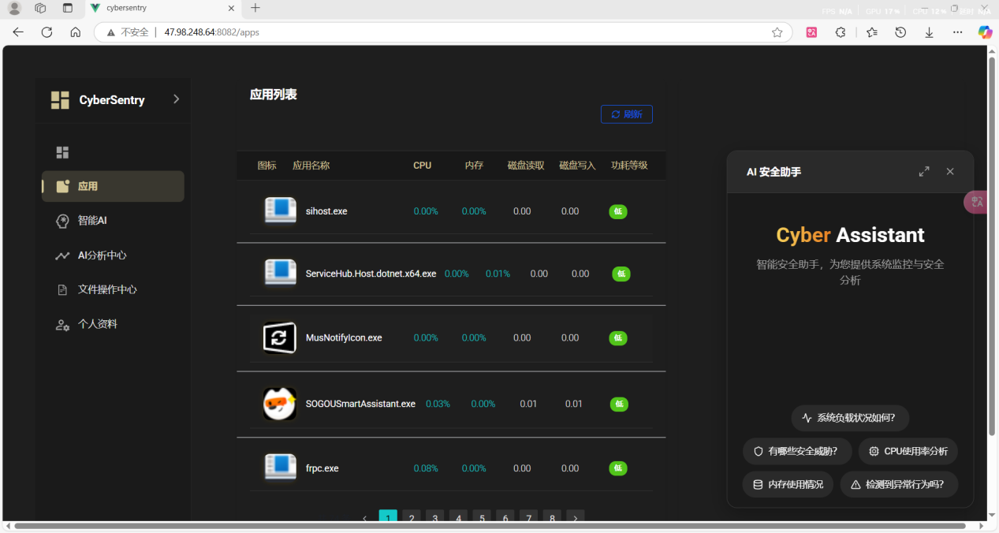 cybersentry
FPS N/A GPU 17% CPU 12% 延时 N/A
不安全 47.98.248.64:8082/apps
CyberSentry
应用
智能AI
AI分析中心
文件操作中心
个人资料
应用列表
刷新
图标 应用名称 CPU 内存 磁盘读取 磁盘写入 功耗等级
sihost.exe 0.00% 0.00% 0.00 0.00 低
ServiceHub.Host.dotnet.x64.exe 0.00% 0.01% 0.00 0.00 低
MusNotifyIcon.exe 0.00% 0.00% 0.00 0.00 低
SOGOUSmartAssistant.exe 0.03% 0.00% 0.01 0.01 低
frpc.exe 0.08% 0.00% 0.00 0.00 低
1 2 3 4 5 6 7 8
AI 安全助手
Cyber Assistant
智能安全助手，为您提供系统监控与安全
分析
系统负载状况如何?
有哪些安全威胁? CPU使用率分析
内存使用情况 检测到异常行为吗?